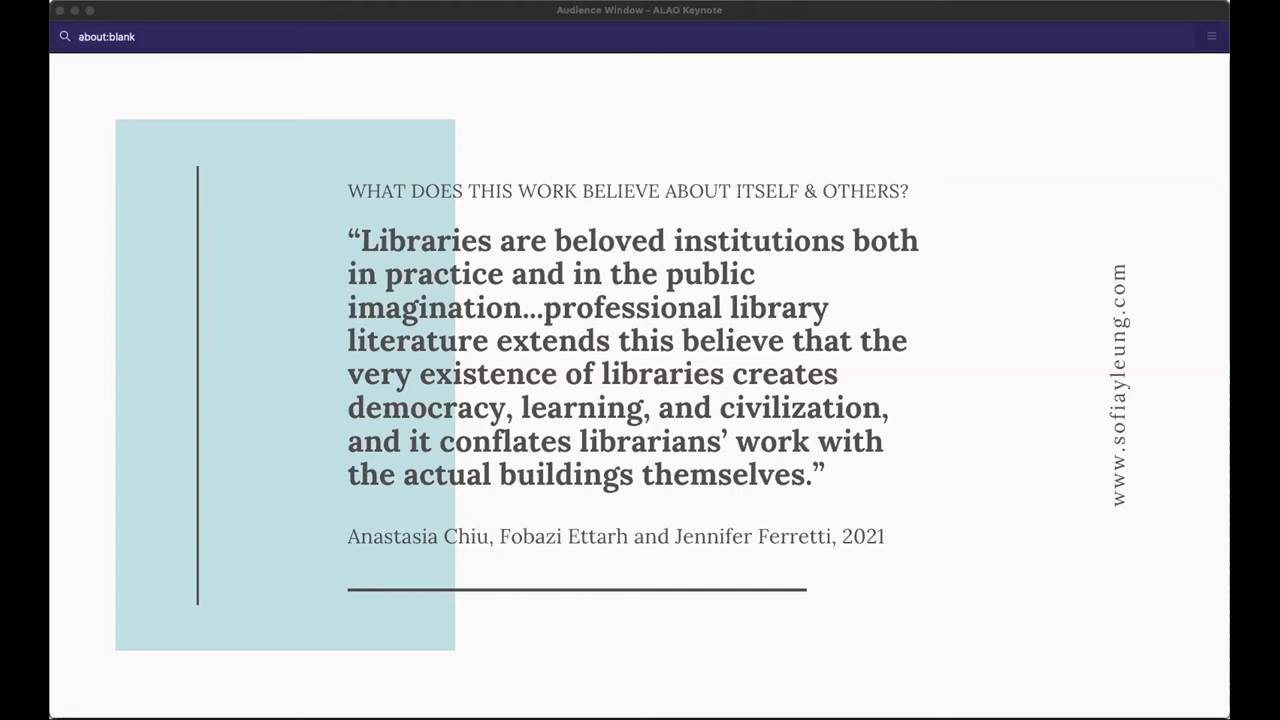 Audience Window - ALAO Keynote
about:blank
WHAT DOES THIS WORK BELIEVE ABOUT ITSELF & OTHERS?
“Libraries are beloved institutions both
in practice and in the public
imagination...professional library
literature extends this believe that the
very existence of libraries creates
democracy, learning, and civilization,
and it conflates librarians’ work with
the actual buildings themselves.”
Anastasia Chiu, Fobazi Ettarh and Jennifer Ferretti, 2021
www.sofiayleung.com